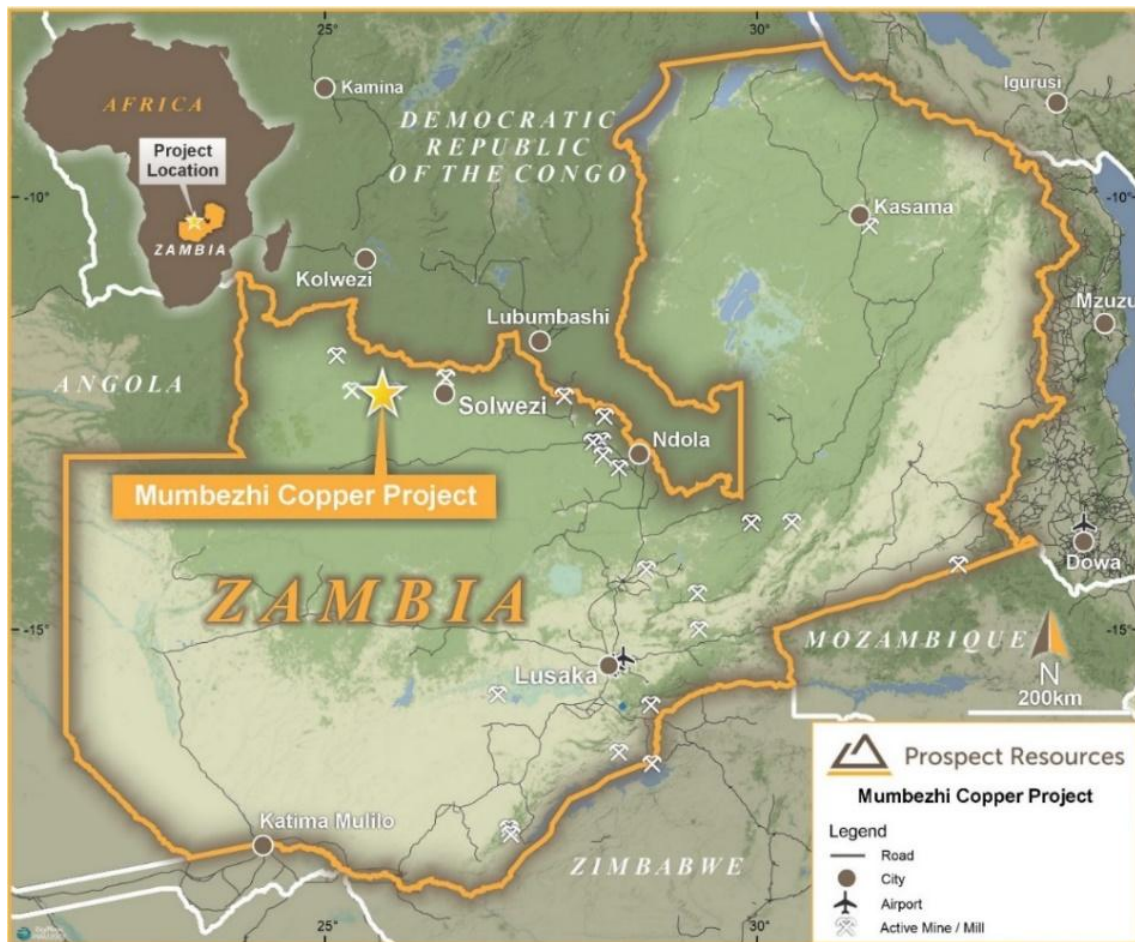 25°
30°
Kamina
Igurusi
AFRICA
DEMOCRATIC
REPUBLIC
OF THE CONGO
Project
Location
-10°
-10°
Kasama
ZAMBIA
Kolwezi
Mzuzu
Lubumbashi
ANGOLA
Solwezi
Ndola
Mumbezhi Copper Project
Dowa
ZAMBIA
-15°
-15°
MOZAMBIQUE
N
200km
Lusaka
Prospect Resources
Mumbezhi Copper Project
Legend
Road
City
Airport
Active Mine / Mill
Katima Mulilo
ZIMBABWE
25°
30°